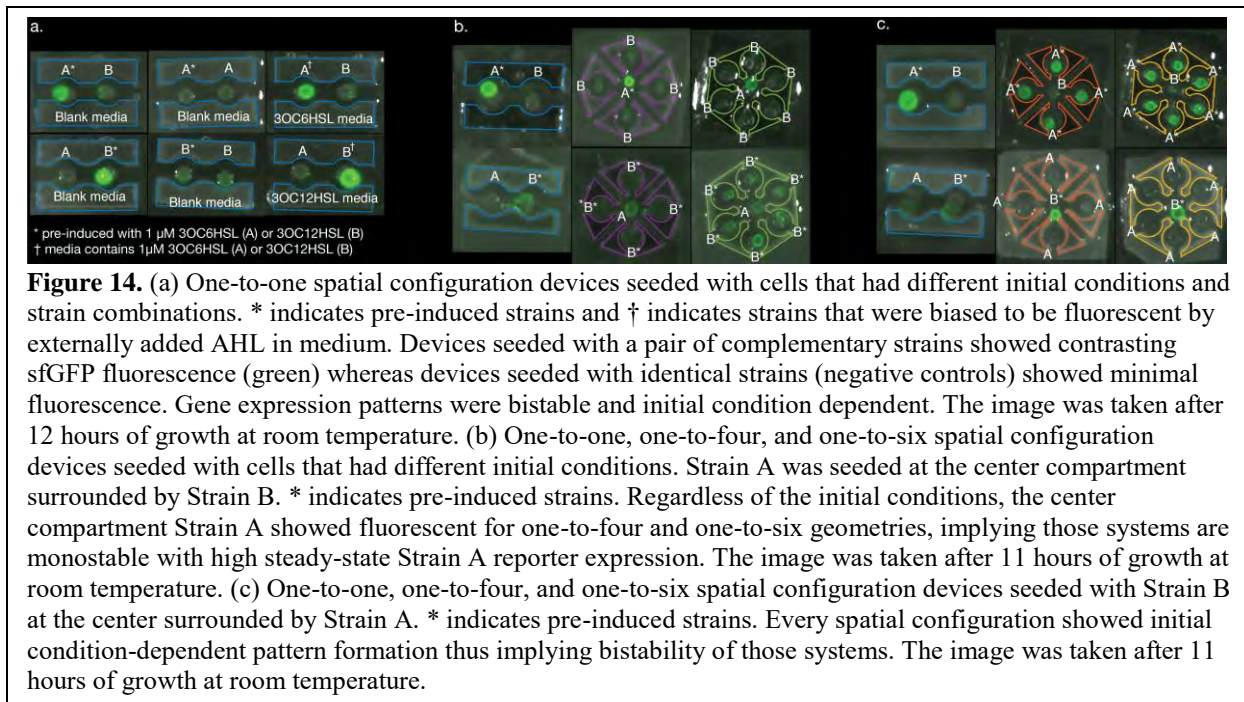 a.
b.
c.
A* B
A* A
A† B
Blank media
Blank media
3OC6HSL media
A B*
B* B
A B†
Blank media
Blank media
3OC12HSL media
* pre-induced with 1 µM 3OC6HSL (A) or 3OC12HSL (B)
† media contains 1µM 3OC6HSL (A) or 3OC12HSL (B)
A* B
B
B A* B*
B
B
B B
A*
B B
B
A B*
B*
*B* A B*
B*
B*
B* B*
A
B* B*
B*
A* B
A*
A* B A*
A*
A*
A* A*
B
A* A*
A*
A B*
A
A B* A
A
A
A A
B*
A A
A
Figure 14. (a) One-to-one spatial configuration devices seeded with cells that had different initial conditions and
strain combinations. * indicates pre-induced strains and † indicates strains that were biased to be fluorescent by
externally added AHL in medium. Devices seeded with a pair of complementary strains showed contrasting
sfGFP fluorescence (green) whereas devices seeded with identical strains (negative controls) showed minimal
fluorescence. Gene expression patterns were bistable and initial condition dependent. The image was taken after
12 hours of growth at room temperature. (b) One-to-one, one-to-four, and one-to-six spatial configuration
devices seeded with cells that had different initial conditions. Strain A was seeded at the center compartment
surrounded by Strain B. * indicates pre-induced strains. Regardless of the initial conditions, the center
compartment Strain A showed fluorescent for one-to-four and one-to-six geometries, implying those systems are
monostable with high steady-state Strain A reporter expression. The image was taken after 11 hours of growth at
room temperature. (c) One-to-one, one-to-four, and one-to-six spatial configuration devices seeded with Strain B
at the center surrounded by Strain A. * indicates pre-induced strains. Every spatial configuration showed initial
condition-dependent pattern formation thus implying bistability of those systems. The image was taken after 11
hours of growth at room temperature.